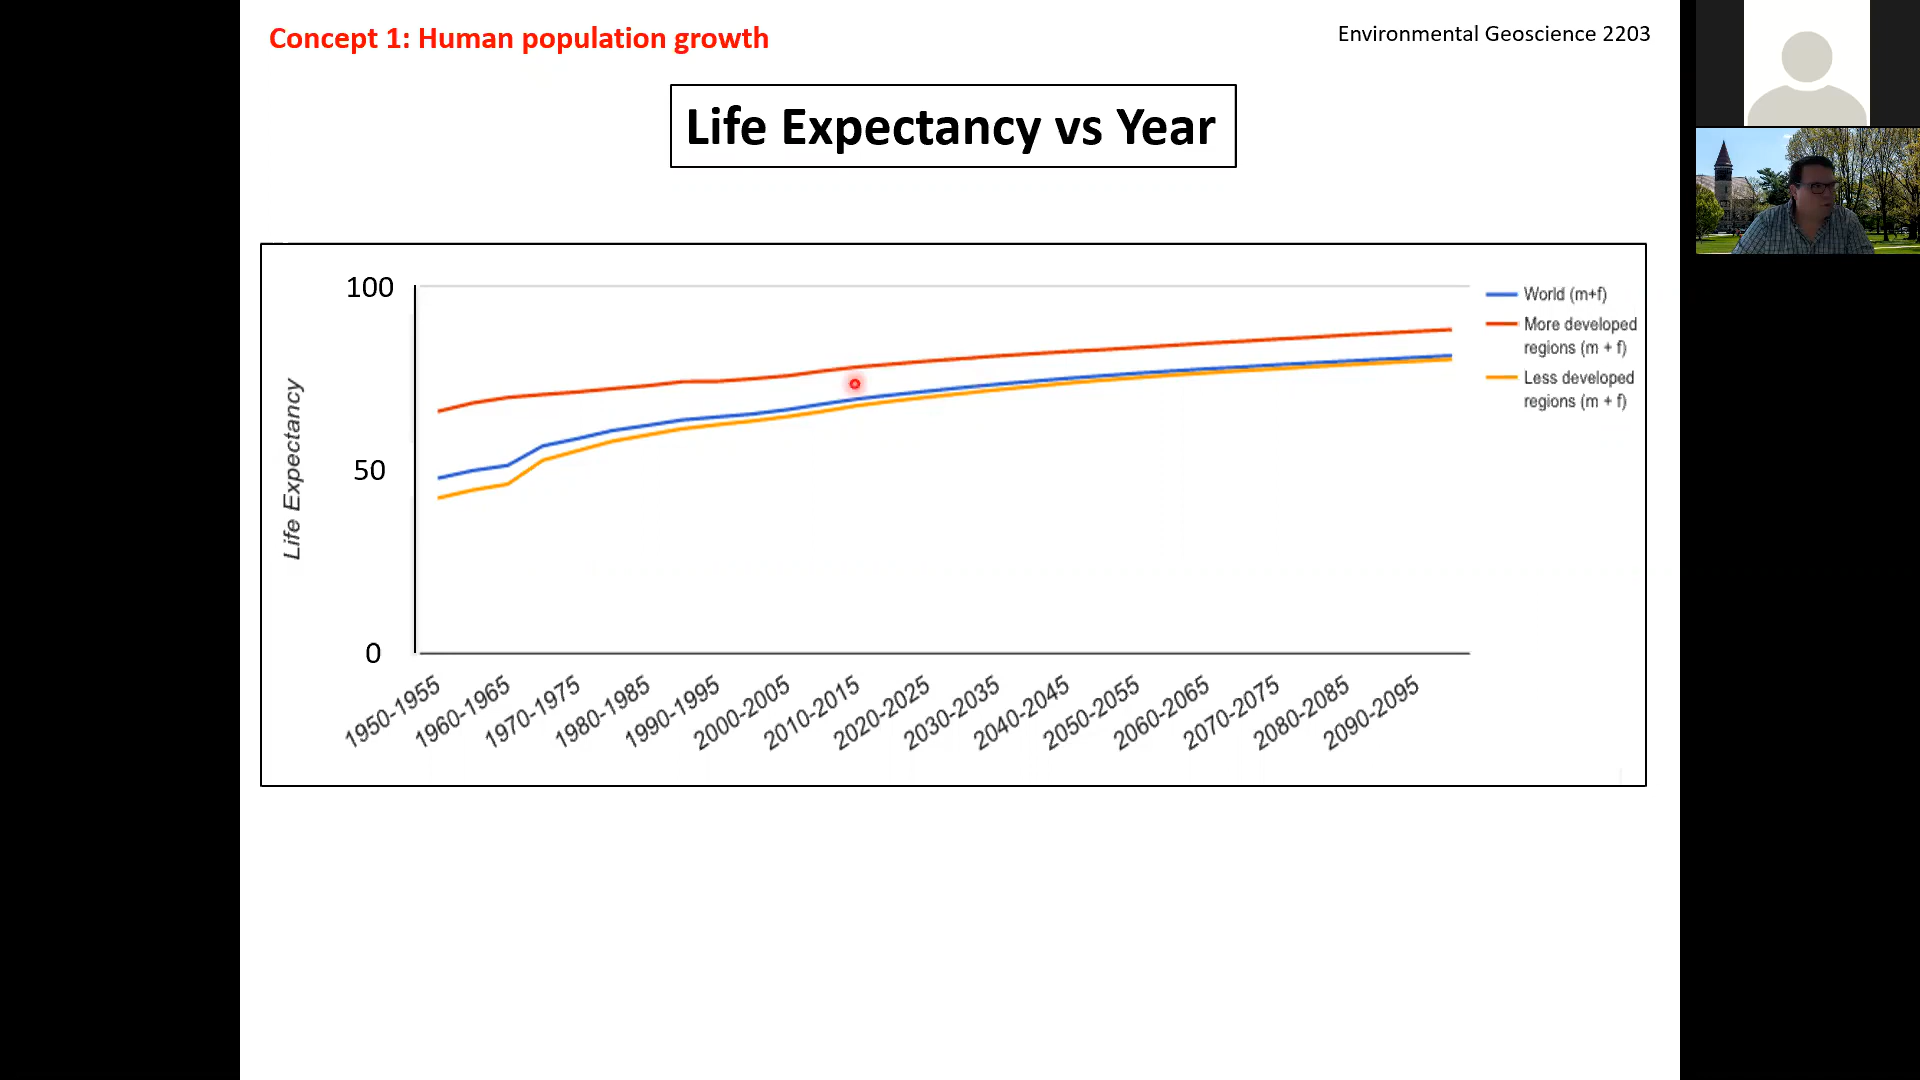 Concept 1: Human population growth
Environmental Geoscience 2203
Life Expectancy vs Year
100
50
0
Life Expectancy
World (m+f)
More developed
regions (m + f)
Less developed
regions (m + f)
1950-1955
1960-1965
1970-1975
1980-1985
1990-1995
2000-2005
2010-2015
2020-2025
2030-2035
2040-2045
2050-2055
2060-2065
2070-2075
2080-2085
2090-2095